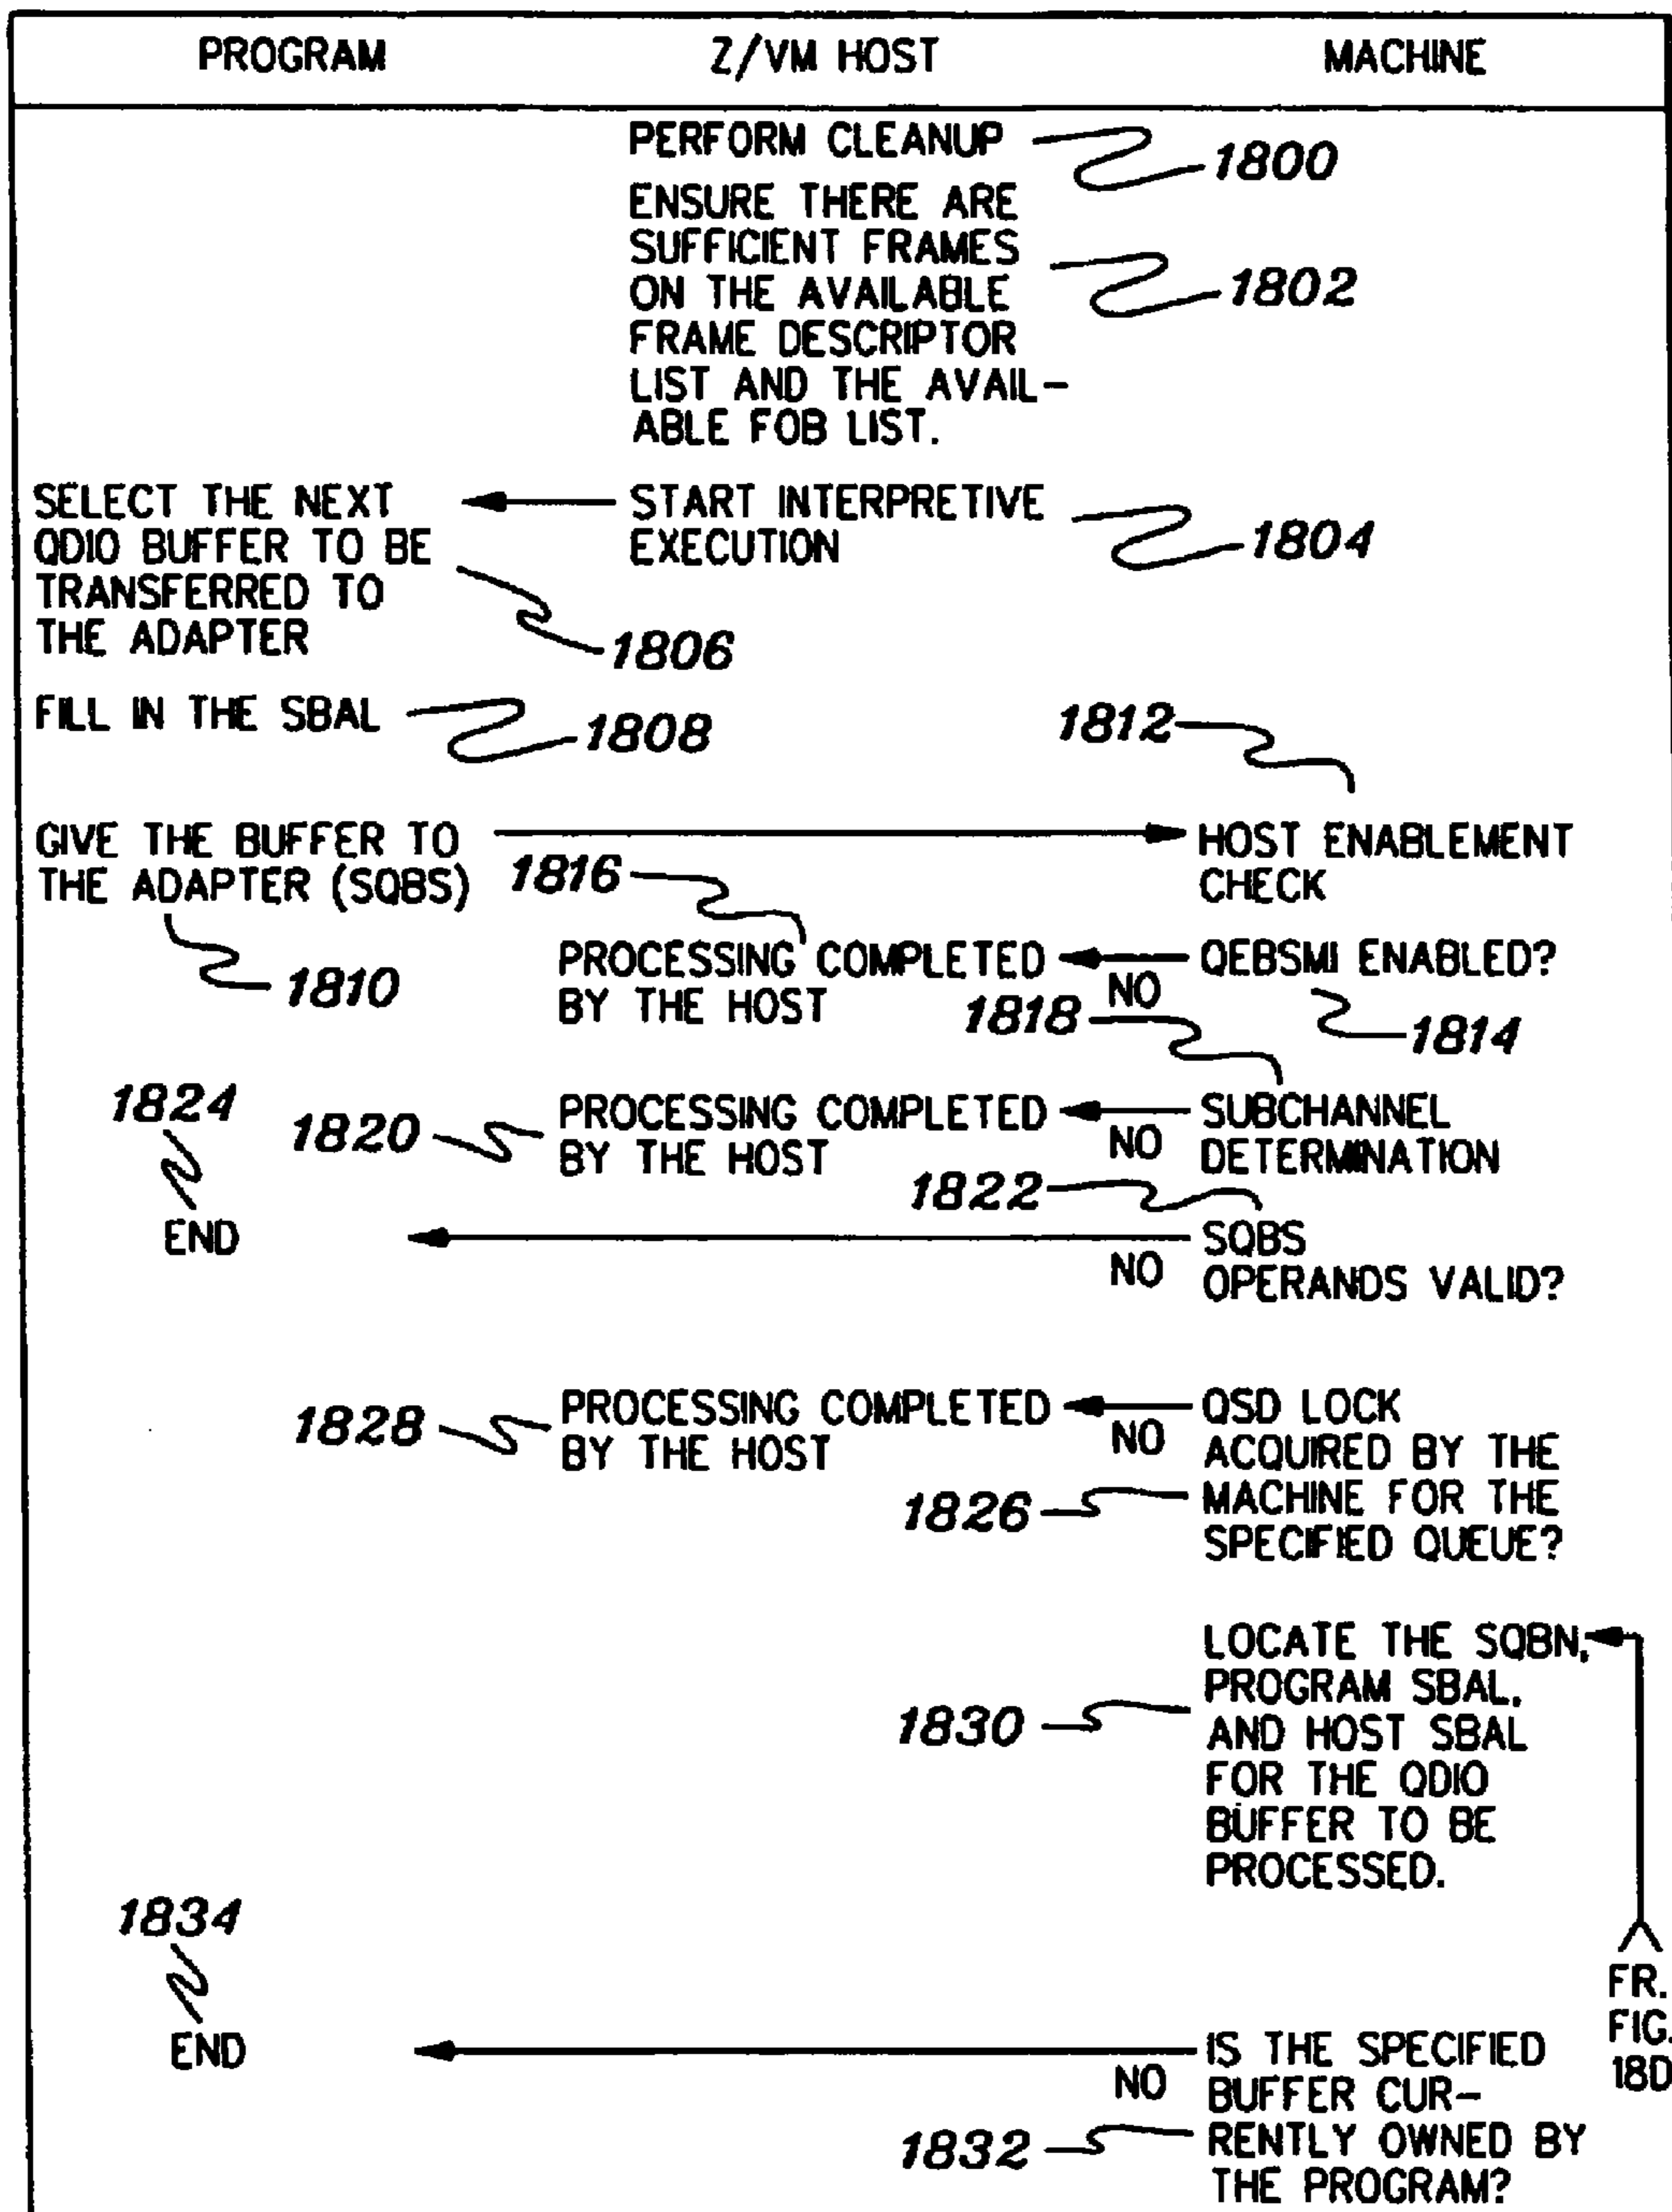 PROGRAM Z/VM HOST MACHINE
PERFORM CLEANUP
1800
ENSURE THERE ARE
SUFFICIENT FRAMES
ON THE AVAILABLE
FRAME DESCRIPTOR
LIST AND THE AVAIL-
ABLE FOB LIST.
1802
START INTERPRETIVE
EXECUTION
1804
SELECT THE NEXT
QDIO BUFFER TO BE
TRANSFERRED TO
THE ADAPTER
1806
FILL IN THE SBAL
1808
GIVE THE BUFFER TO
THE ADAPTER (SQBS)
1810
1812
HOST ENABLEMENT
CHECK
1816
PROCESSING COMPLETED
BY THE HOST
NO
QEBSMI ENABLED?
1814
1818
SUBCHANNEL
DETERMINATION
NO
PROCESSING COMPLETED
BY THE HOST
1820
1822
SQBS
OPERANDS VALID?
NO
1824
END
QSD LOCK
ACQUIRED BY THE
MACHINE FOR THE
SPECIFIED QUEUE?
1826
NO
PROCESSING COMPLETED
BY THE HOST
1828
LOCATE THE SQBN,
PROGRAM SBAL,
AND HOST SBAL
FOR THE QDIO
BUFFER TO BE
PROCESSED.
1830
FR.
FIG.
18D
IS THE SPECIFIED
BUFFER CUR-
RENTLY OWNED BY
THE PROGRAM?
1832
NO
1834
END